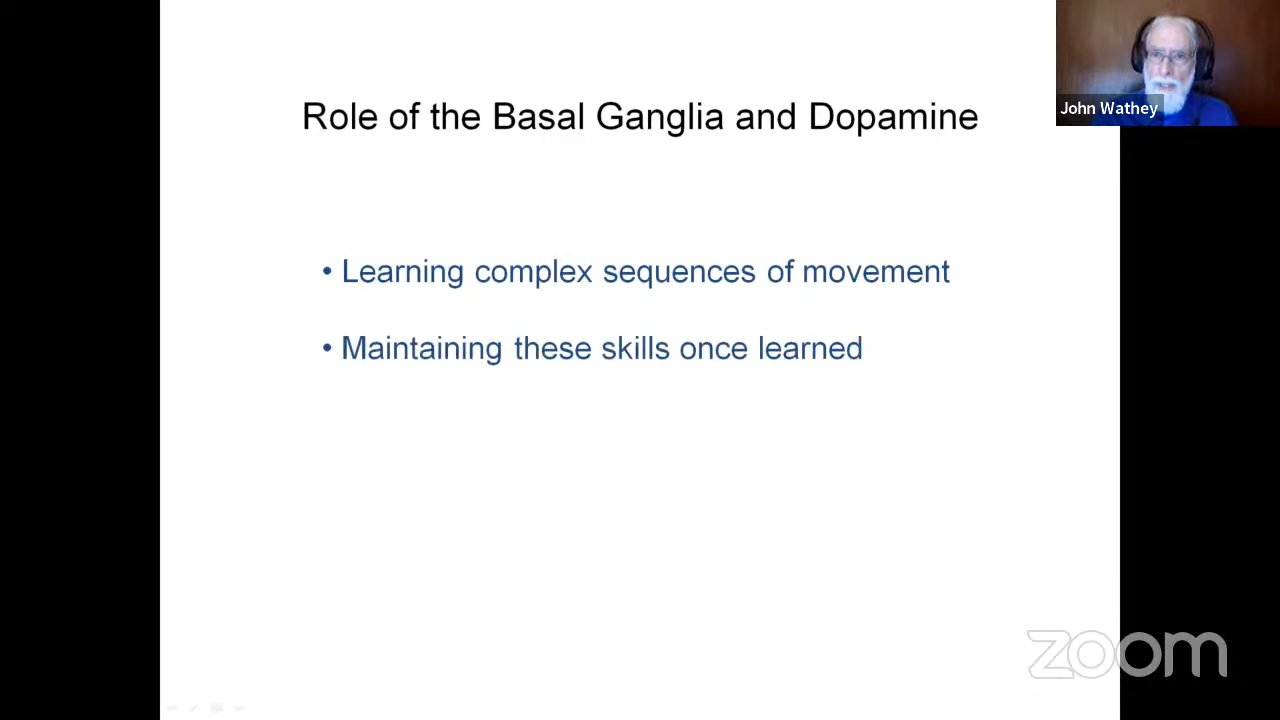 Role of the Basal Ganglia and Dopamine
John Wathey
• Learning complex sequences of movement
• Maintaining these skills once learned
zoom